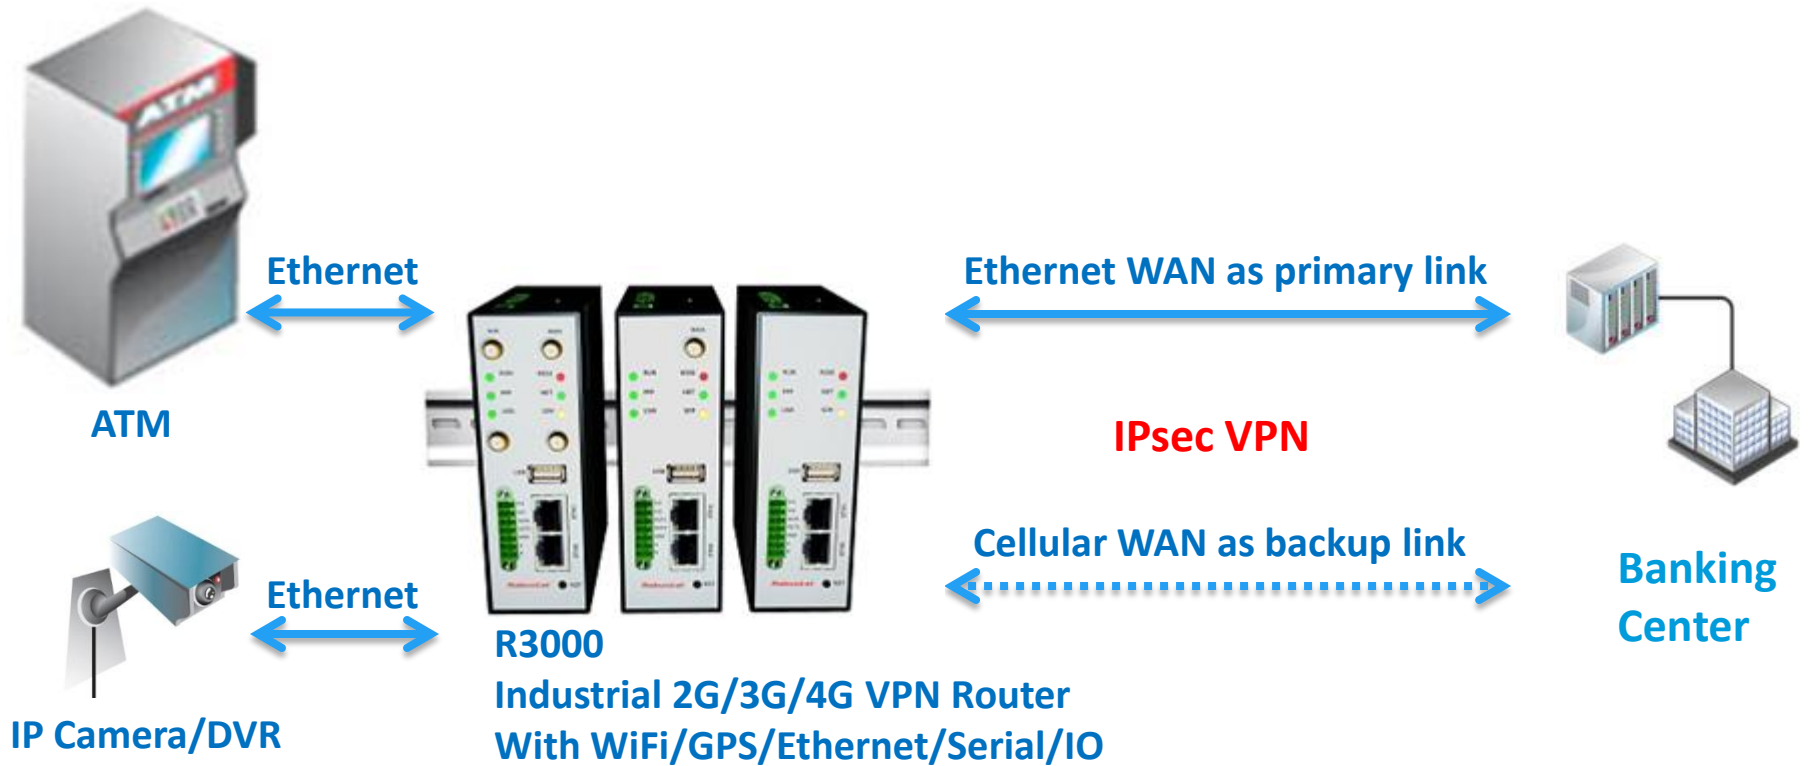 ATM
Ethernet
Ethernet WAN as primary link
ATM
IPsec VPN
Cellular WAN as backup link
Ethernet
Banking
Center
R3000
Industrial 2G/3G/4G VPN Router
With WiFi/GPS/Ethernet/Serial/IO
IP Camera/DVR